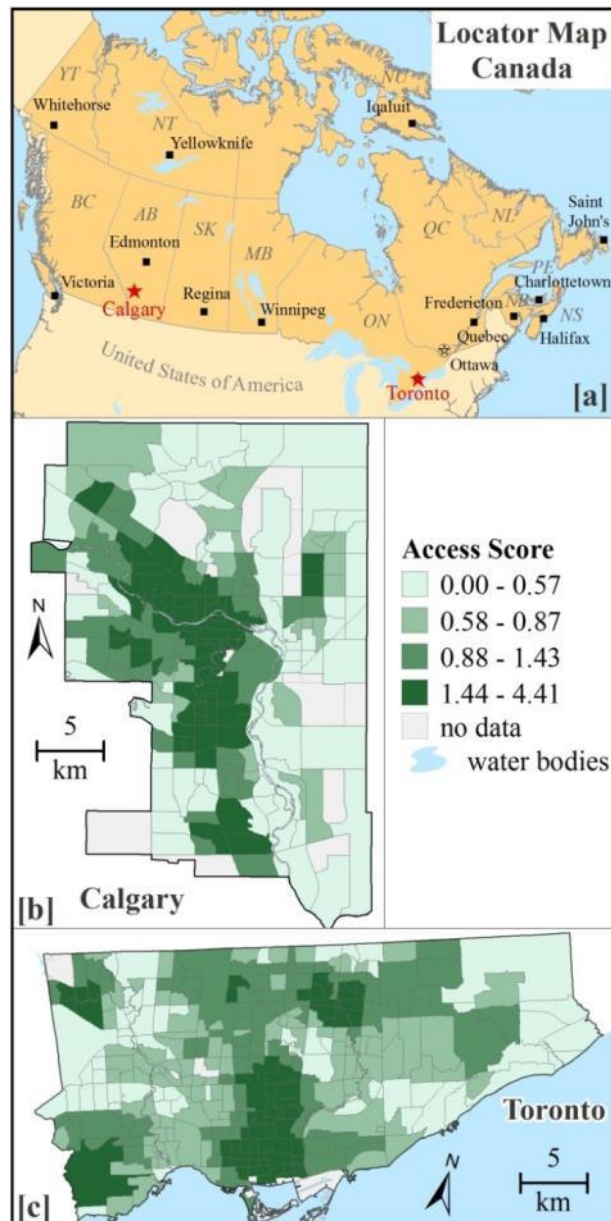 Locator Map
Canada
YT
NU
Whitehorse
Iqaluit
NT
Yellowknife
BC
AB
SK
MB
QC
NL
Saint
John's
Edmonton
PE
Charlottetown
Victoria
Calgary
Regina
Winnipeg
ON
Fredericton
NB
NS
Quebec
Halifax
Ottawa
United States of America
Toronto
[a]
N
5
km
[b]
Calgary
Access Score
0.00 - 0.57
0.58 - 0.87
0.88 - 1.43
1.44 - 4.41
no data
water bodies
Toronto
N
5
km
[c]